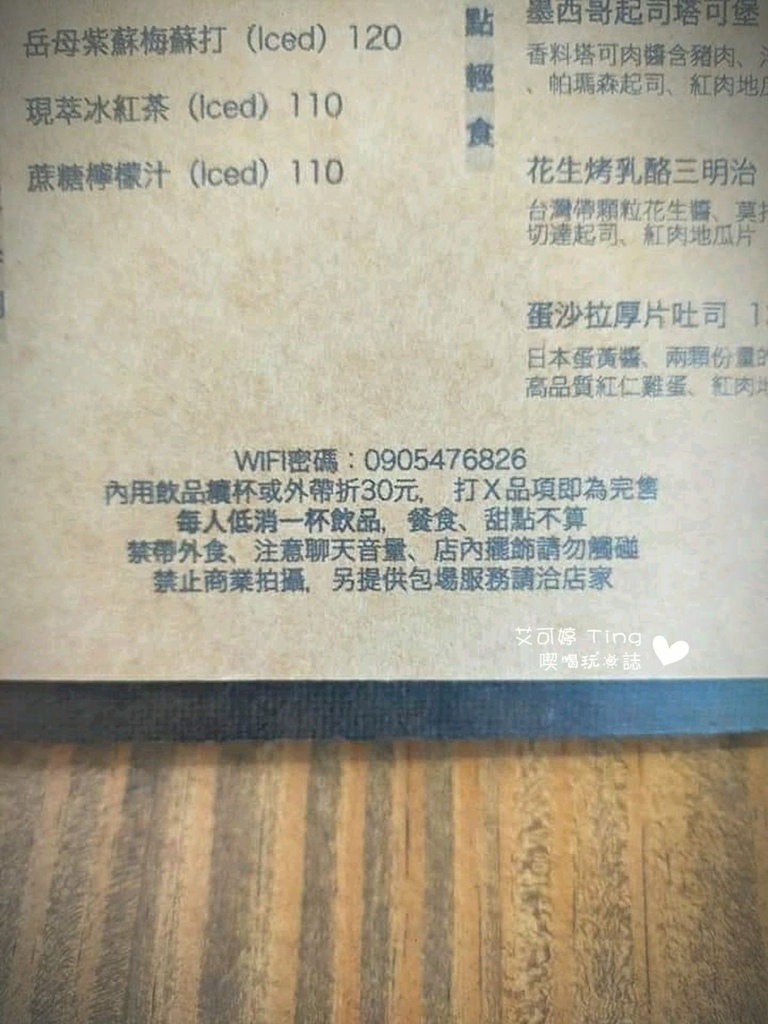 岳母紫蘇梅蘇打 (Iced) 120
現萃冰紅茶 (Iced) 110
蔗糖檸檬汁 (Iced) 110
點輕食
墨西哥起司塔可堡
香料塔可肉醬含豬肉、
、帕瑪森起司、紅肉地瓜
花生烤乳酪三明治
台灣帶顆粒花生醬、莫
切達起司、紅肉地瓜片
蛋沙拉厚片吐司
日本蛋黃醬、兩顆份量的
高品質紅仁雞蛋、紅肉地
WIFI密碼：0905476826
內用飲品續杯或外帶折30元, 打X品項即為完售
每人低消一杯飲品, 餐食、甜點不算
禁帶外食、注意聊天音量、店內擺飾請勿觸碰
禁止商業拍攝, 另提供包場服務請洽店家
艾可婷 Ting
喫喝玩樂誌